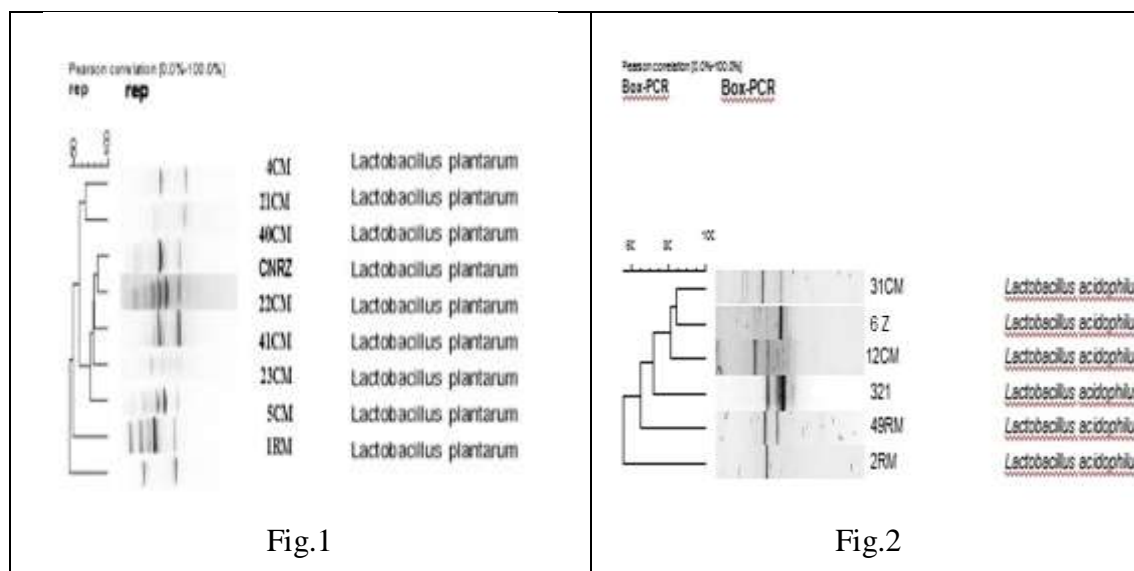 Pearson correlation [0.0%-100.0%]
rep rep
4CM Lactobacillus plantarum
21CM Lactobacillus plantarum
40CM Lactobacillus plantarum
CNRZ Lactobacillus plantarum
22CM Lactobacillus plantarum
41CM Lactobacillus plantarum
23CM Lactobacillus plantarum
5CM Lactobacillus plantarum
1RM Lactobacillus plantarum
Fig.1
Pearson correlation [0.0%-100.0%]
Box-PCR Box-PCR
100
31CM Lactobacillus acidophilu
6 Z Lactobacillus acidophilu
12CM Lactobacillus acidophilu
321 Lactobacillus acidophilu
49RM Lactobacillus acidophilu
2RM Lactobacillus acidophilu
Fig.2